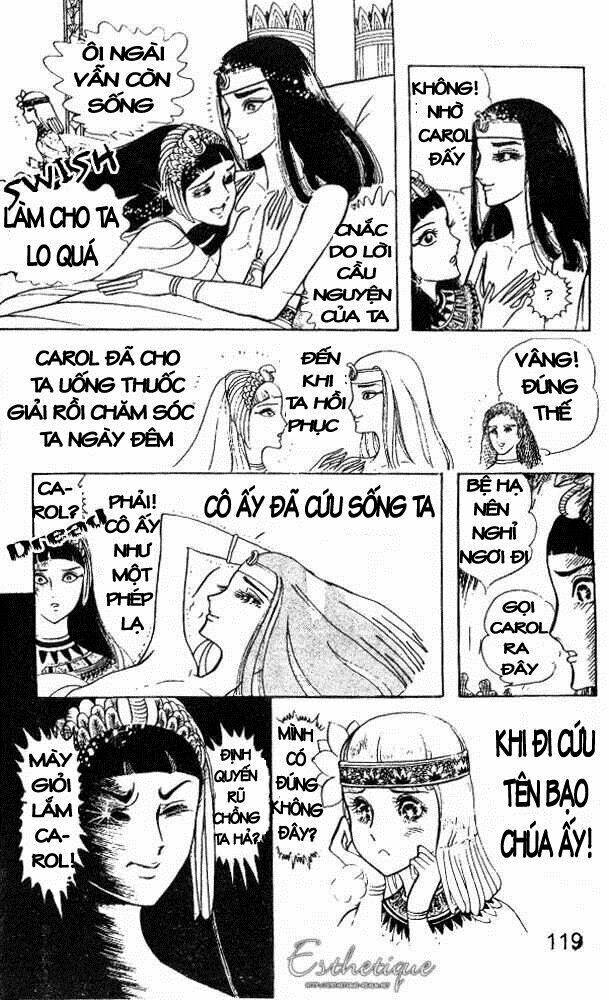 ÔI NGÀI
VẪN CÒN
SỐNG
SWISH
LÀM CHO TA
LO QUÁ
CHẮC
DO LỜI
CẦU
NGUYỆN
CỦA TA
KHÔNG!
NHỜ
CAROL
ĐẤY
?
CAROL ĐÃ CHO
TA UỐNG THUỐC
GIẢI RỒI CHĂM SÓC
TA NGÀY ĐÊM
ĐẾN
KHI
TA HỒI
PHỤC
VÂNG!
ĐÚNG
THẾ
CA-
ROL?
Dread
PHẢI!
CÔ ẤY
NHƯ
MỘT
PHÉP
LẠ
CÔ ẤY ĐÃ CỨU SỐNG TA
BỆ HẠ
NÊN
NGHỈ
NGƠI ĐI
GỌI
CAROL
RA
ĐÂY
MÀY
GIỎI
LẮM
CA-
ROL!
ĐỊNH
QUYẾN
RŨ
CHỒNG
TA HẢ?
MÌNH
CÓ
ĐÚNG
KHÔNG
ĐÂY?
KHI ĐI CỨU
TÊN BẠO
CHÚA ẤY!
119
Esthetique